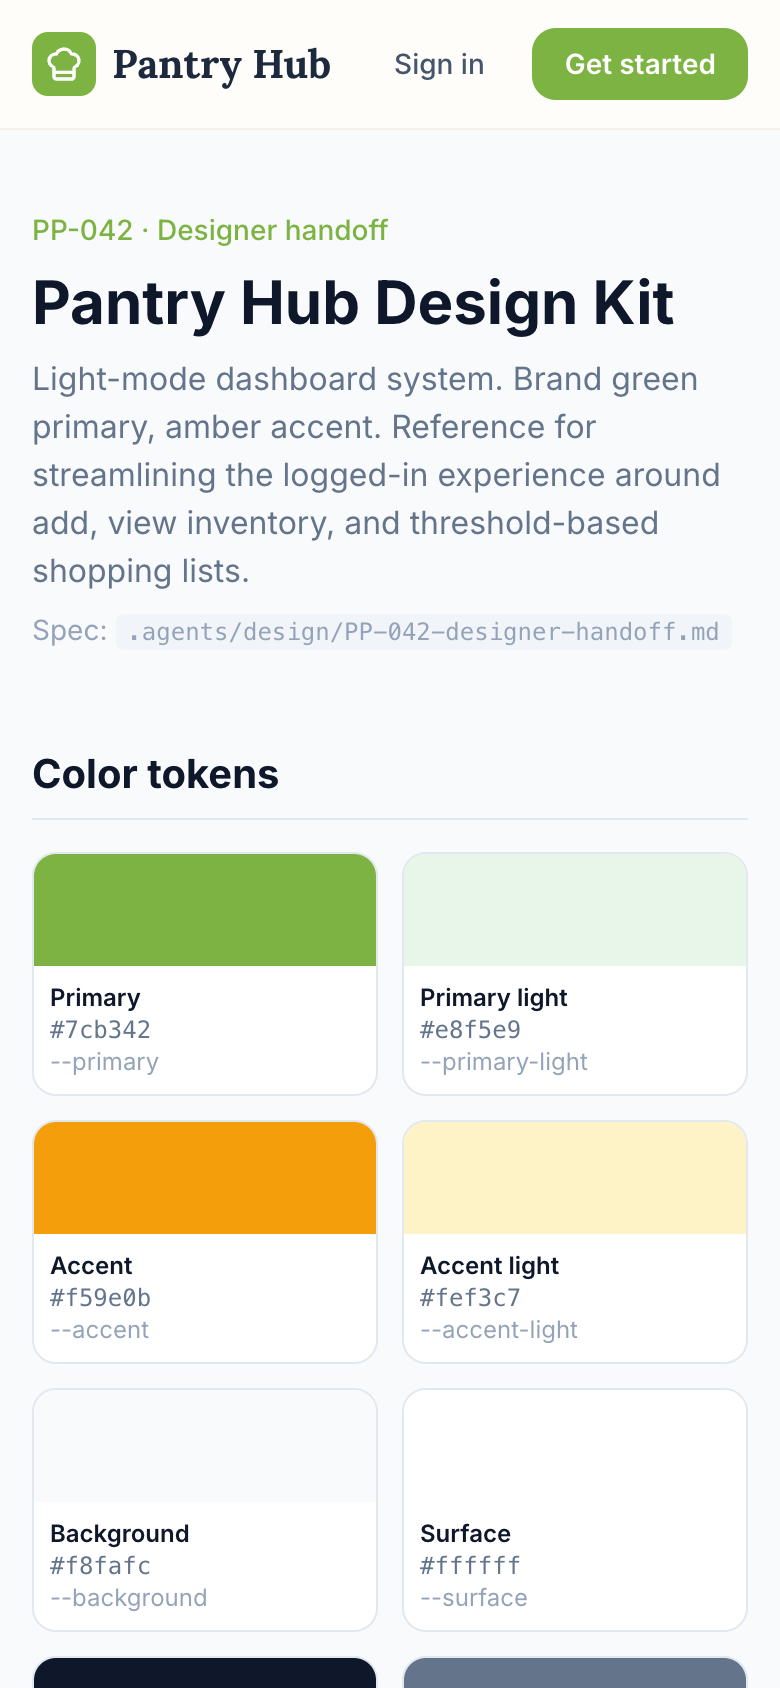 Pantry Hub
Sign in
Get started
PP-042 · Designer handoff
Pantry Hub Design Kit
Light-mode dashboard system. Brand green
primary, amber accent. Reference for
streamlining the logged-in experience around
add, view inventory, and threshold-based
shopping lists.
Spec: .agents/design/PP-042-designer-handoff.md
Color tokens
Primary
#7cb342
--primary
Primary light
#e8f5e9
--primary-light
Accent
#f59e0b
--accent
Accent light
#fef3c7
--accent-light
Background
#f8fafc
--background
Surface
#ffffff
--surface